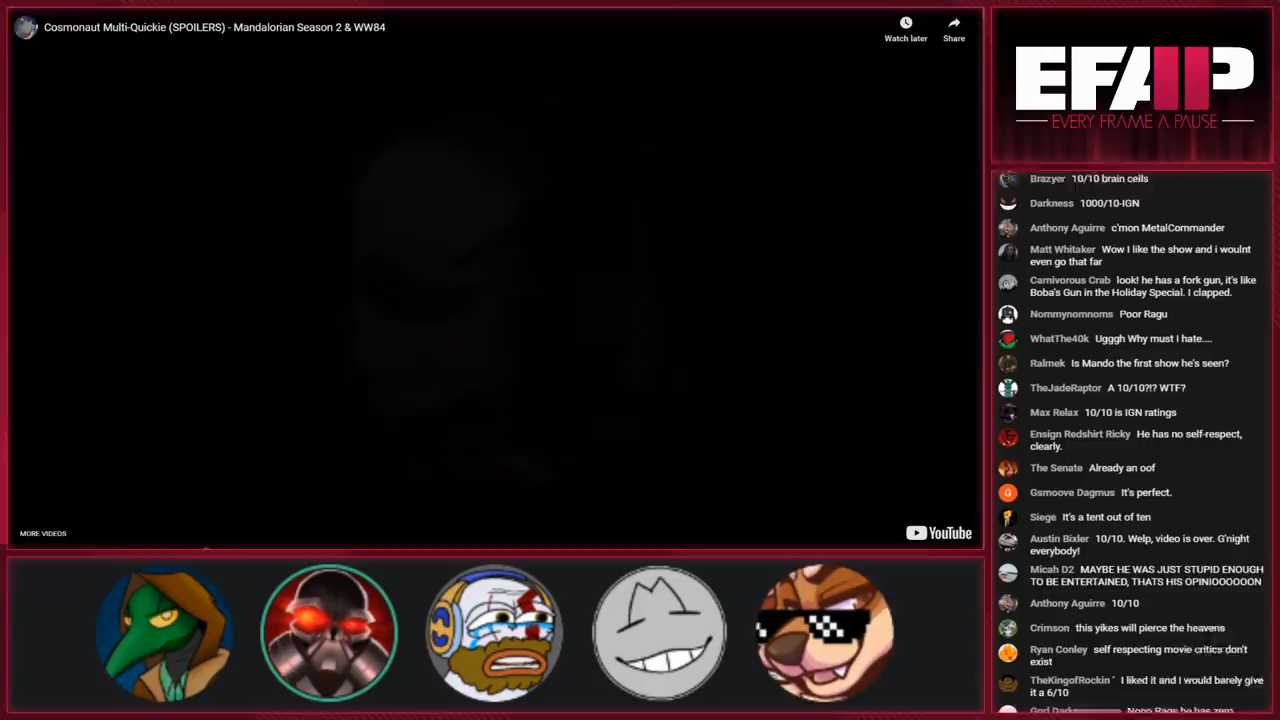 Cosmonaut Multi-Quickie (SPOILERS) - Mandalorian Season 2 & WW84
Watch later
Share
MORE VIDEOS
YouTube
EFAP
EVERY FRAME A PAUSE
Brazyer 10/10 brain cells
Darkness 1000/10-IGN
Anthony Aguirre c'mon MetalCommander
Matt Whitaker Wow I like the show and i woulnt
even go that far
Carnivorous Crab look! he has a fork gun, it's like
Boba's Gun in the Holiday Special. I clapped.
Nommynomnoms Poor Ragu
WhatThe40k Ugggh Why must I hate....
Ralmek Is Mando the first show he's seen?
TheJadeRaptor A 10/10?!? WTF?
Max Relax 10/10 is IGN ratings
Ensign Redshirt Ricky He has no self-respect,
clearly.
The Senate Already an oof
G
Gsmoove Dagmus It's perfect.
Siege It's a tent out of ten
Austin Bixler 10/10. Welp, video is over. G'night
everybody!
Micah D2 MAYBE HE WAS JUST STUPID ENOUGH
TO BE ENTERTAINED, THATS HIS OPINIOOOOOON
Anthony Aguirre 10/10
Crimson this yikes will pierce the heavens
Ryan Conley self respecting movie critics don't
exist
TheKingofRockin ' I liked it and I would barely give
it a 6/10